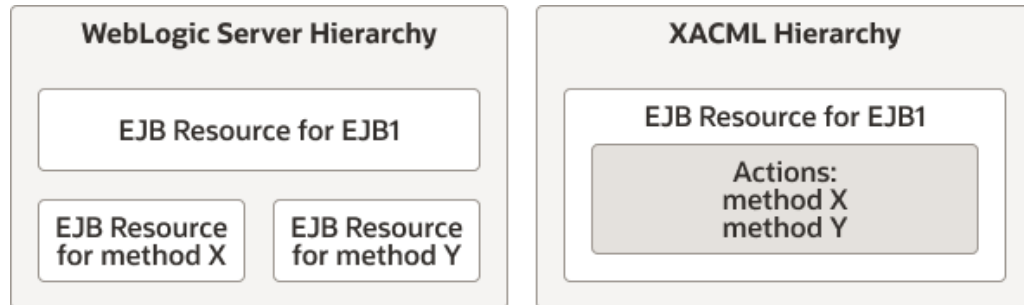 WebLogic Server Hierarchy
EJB Resource for EJB1
EJB Resource
for method X
EJB Resource
for method Y
XACML Hierarchy
EJB Resource for EJB1
Actions:
method X
method Y